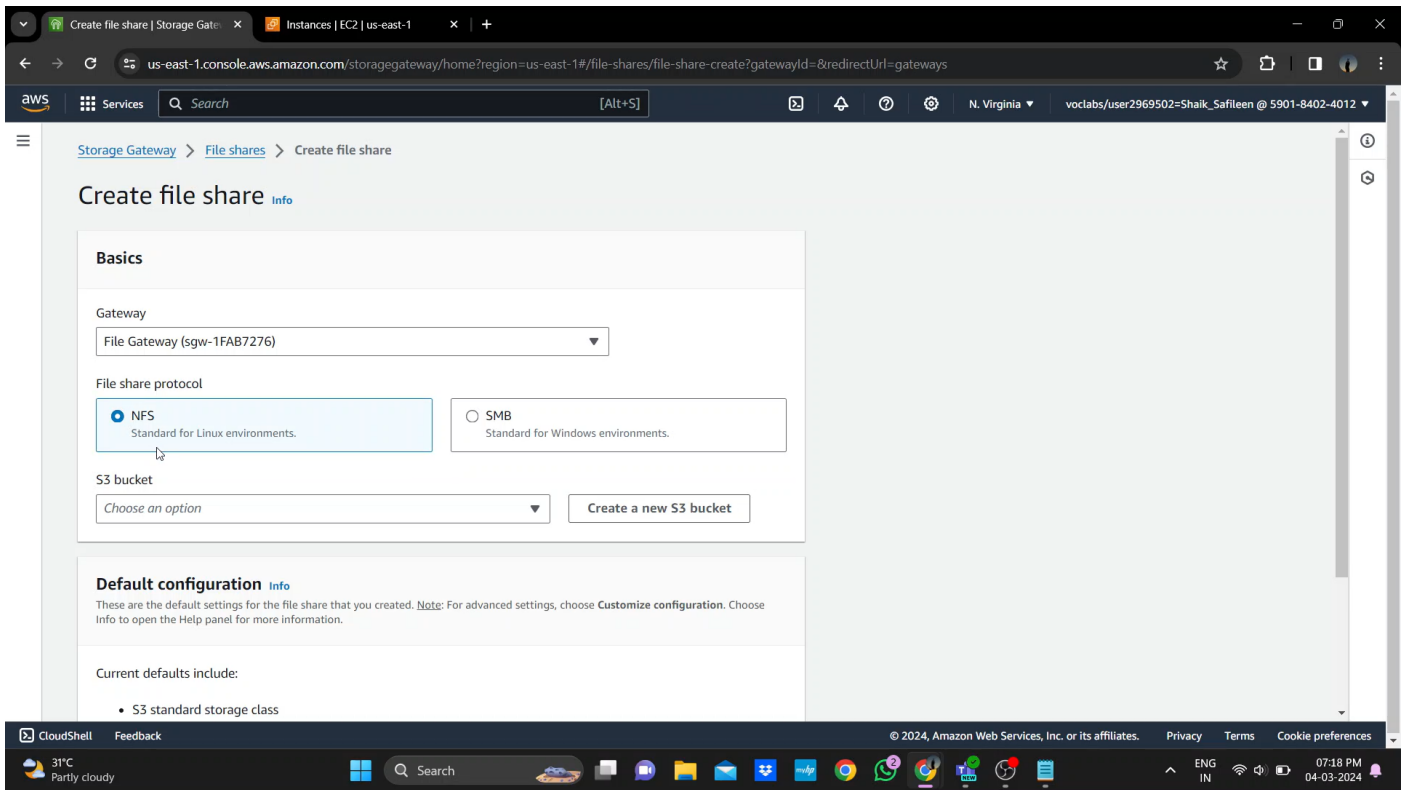 Create file share | Storage Gate
Instances | EC2 | us-east-1
us-east-1.console.aws.amazon.com/storagegateway/home?region=us-east-1#/file-shares/file-share-create?gatewayId=&redirectUrl=gateways
aws
Services
Search
[Alt+S]
N. Virginia
voclabs/user2969502=Shaik_Safileen @ 5901-8402-4012
Storage Gateway
File shares
Create file share
Create file share Info
Basics
Gateway
File Gateway (sgw-1FAB7276)
File share protocol
NFS
Standard for Linux environments.
SMB
Standard for Windows environments.
S3 bucket
Choose an option
Create a new S3 bucket
Default configuration Info
These are the default settings for the file share that you created. Note: For advanced settings, choose Customize configuration. Choose
Info to open the Help panel for more information.
Current defaults include:
• S3 standard storage class
CloudShell
Feedback
© 2024, Amazon Web Services, Inc. or its affiliates.
Privacy
Terms
Cookie preferences
31°C
Partly cloudy
Search
myhp
2
NEW
ENG
IN
07:18 PM
04-03-2024